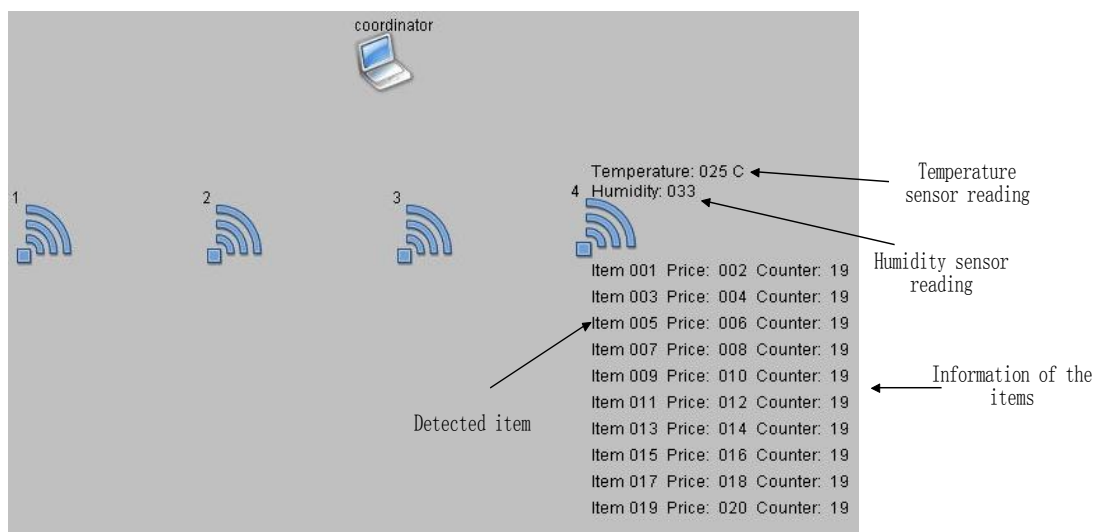 coordinator
Temperature: 025 C
Humidity: 033
1
2
3
4
Temperature
sensor reading
Humidity sensor
reading
Item 001 Price: 002 Counter: 19
Item 003 Price: 004 Counter: 19
Item 005 Price: 006 Counter: 19
Item 007 Price: 008 Counter: 19
Item 009 Price: 010 Counter: 19
Item 011 Price: 012 Counter: 19
Item 013 Price: 014 Counter: 19
Item 015 Price: 016 Counter: 19
Item 017 Price: 018 Counter: 19
Item 019 Price: 020 Counter: 19
Information of the
items
Detected item